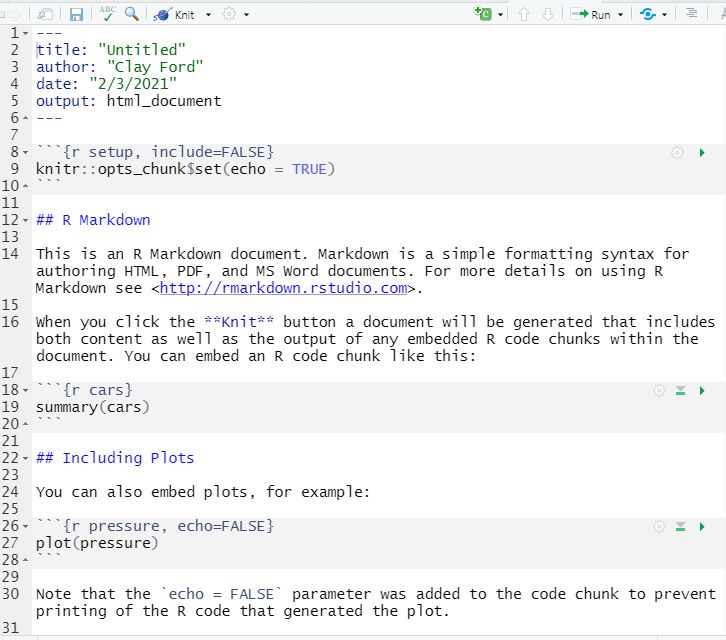 ABC Knit Run
1 ---
2 title: "Untitled"
3 author: "Clay Ford"
4 date: "2/3/2021"
5 output: html_document
6 ---
7
8 ```{r setup, include=FALSE}
9 knitr::opts_chunk$set(echo = TRUE)
10 ```
11
12 ## R Markdown
13
14 This is an R Markdown document. Markdown is a simple formatting syntax for
authoring HTML, PDF, and MS Word documents. For more details on using R
Markdown see <http://rmarkdown.rstudio.com>.
15
16 When you click the **Knit** button a document will be generated that includes
both content as well as the output of any embedded R code chunks within the
document. You can embed an R code chunk like this:
17
18 ```{r cars}
19 summary(cars)
20 ```
21
22 ## Including Plots
23
24 You can also embed plots, for example:
25
26 ```{r pressure, echo=FALSE}
27 plot(pressure)
28 ```
29
30 Note that the `echo = FALSE` parameter was added to the code chunk to prevent
printing of the R code that generated the plot.
31